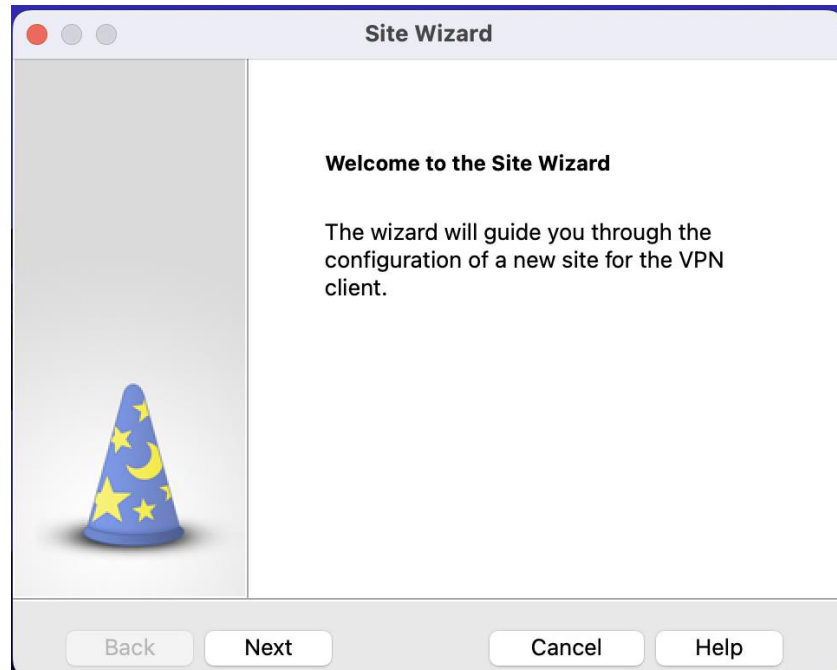 Site Wizard
Welcome to the Site Wizard
The wizard will guide you through the
configuration of a new site for the VPN
client.
Back Next Cancel Help